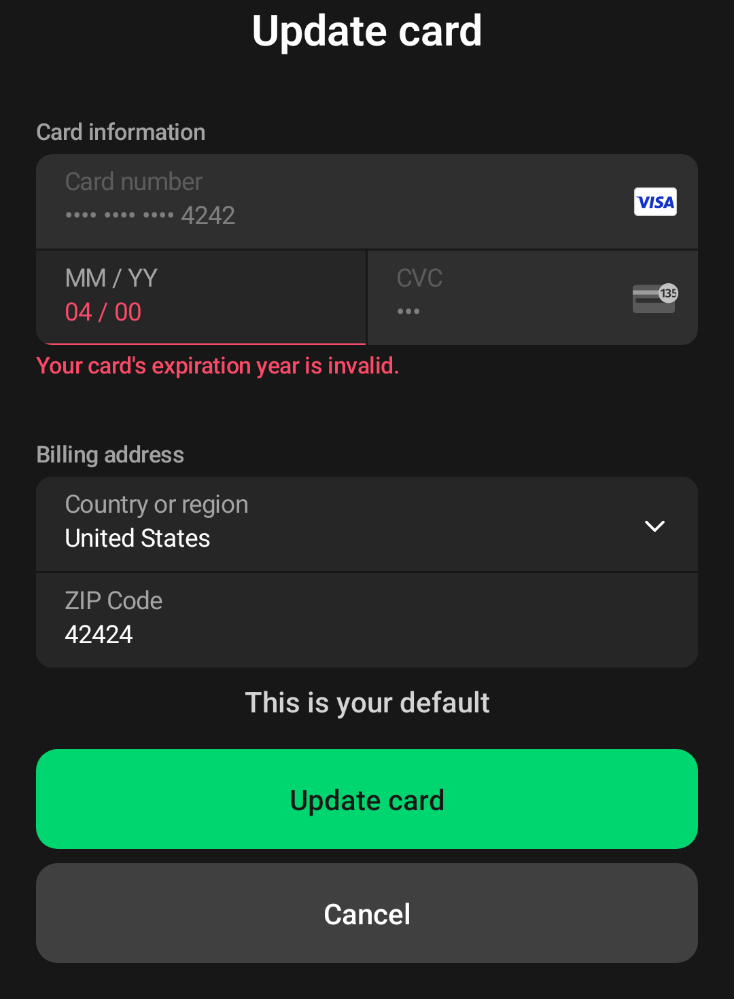 Update card
Card information
Card number
•••• •••• •••• 4242
VISA
MM / YY
04 / 00
CVC
•••
135
Your card's expiration year is invalid.
Billing address
Country or region
United States
ZIP Code
42424
This is your default
Update card
Cancel